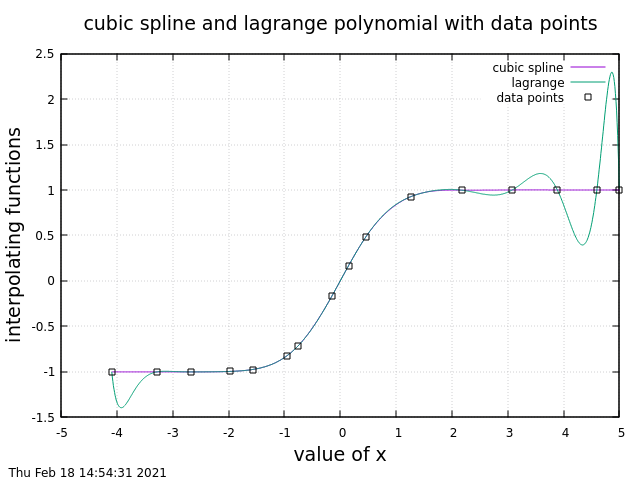 cubic spline and lagrange polynomial with data points
2.5
2
1.5
1
0.5
0
-0.5
-1
-1.5
interpolating functions
cubic spline
lagrange
data points
-5 -4 -3 -2 -1 0 1 2 3 4 5
value of x
Thu Feb 18 14:54:31 2021